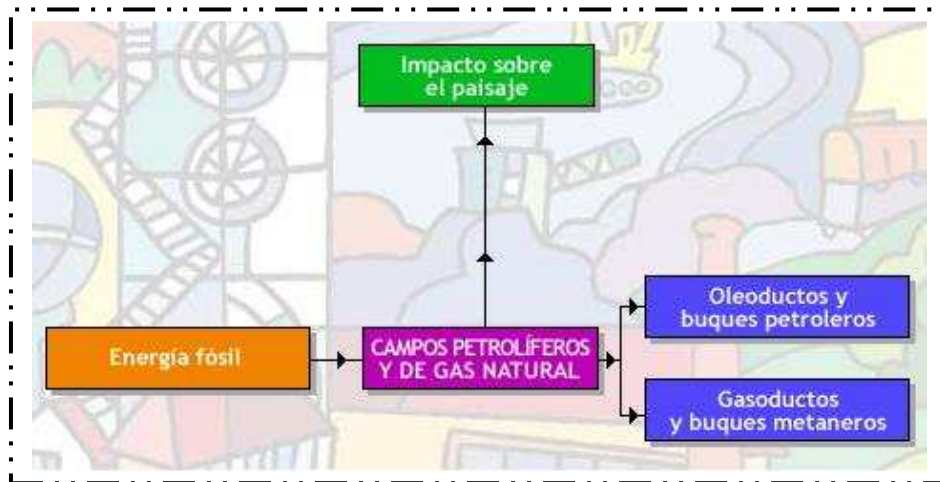 Impacto sobre
el paisaje
Energía fósil
CAMPOS PETROLÍFEROS
Y DE GAS NATURAL
Oleoductos y
buques petroleros
Gasoductos
y buques metaneros